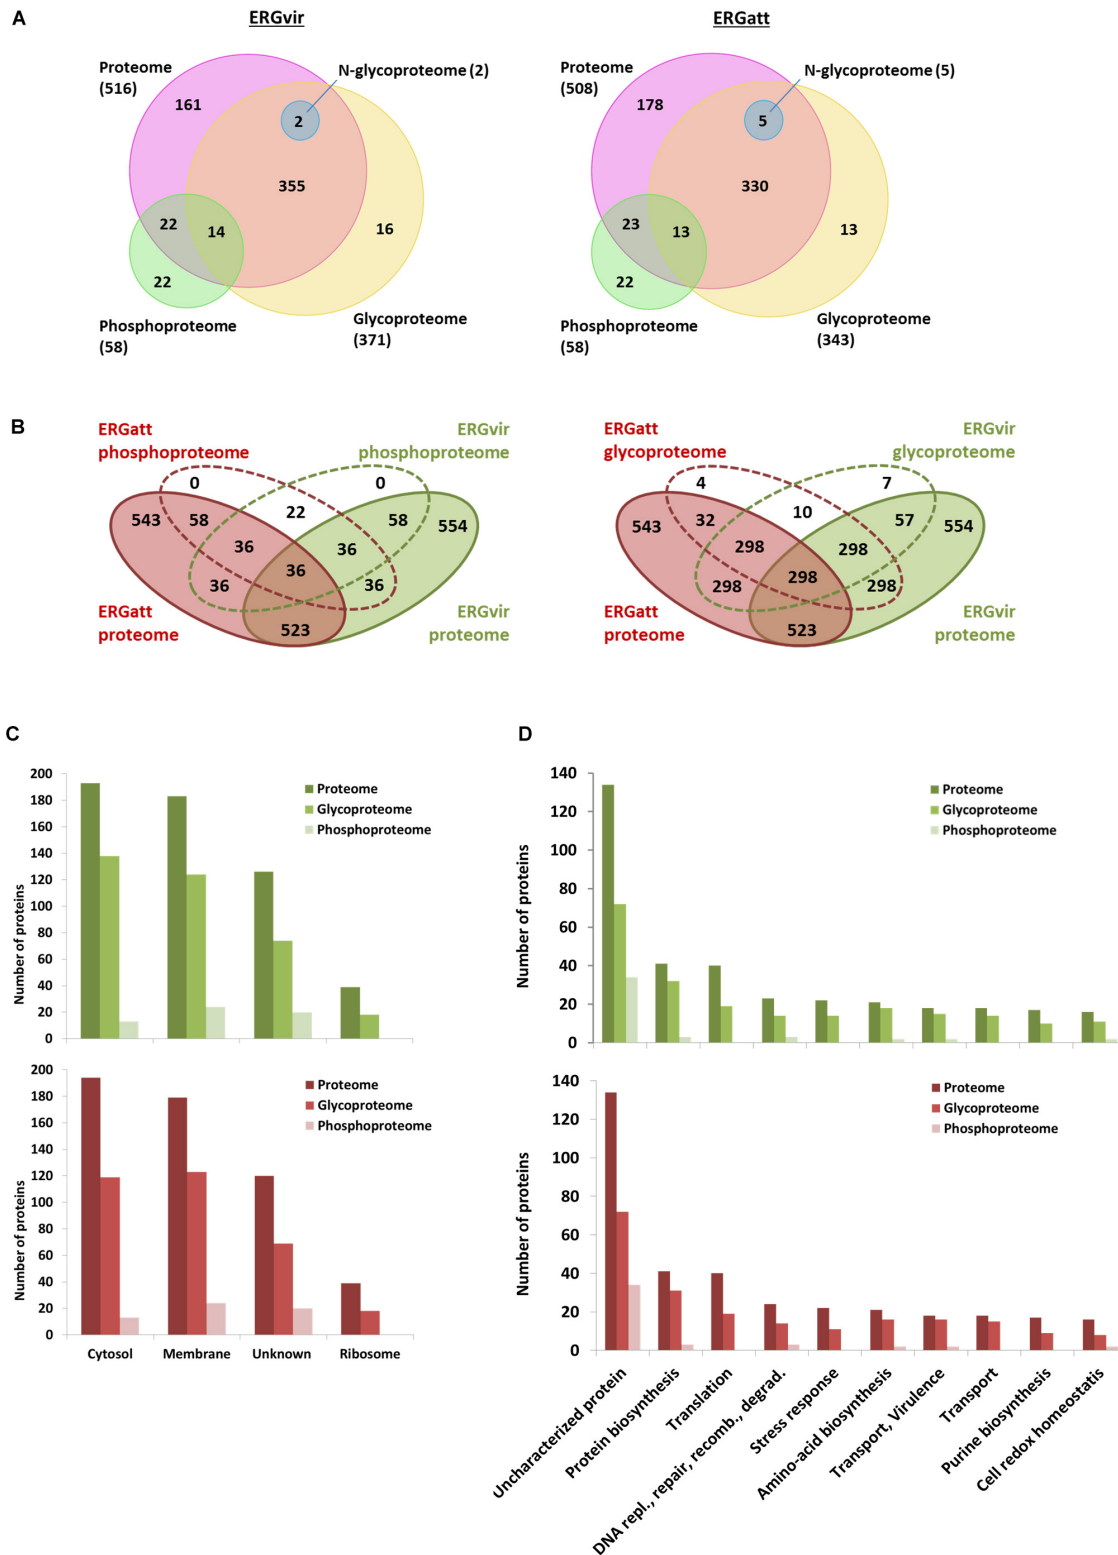 A
ERGvir
ERGatt
Proteome
(516)
N-glycoproteome (2)
161
2
355
22
14
16
22
Phosphoproteome
(58)
Glycoproteome
(371)
Proteome
(508)
N-glycoproteome (5)
178
5
330
23
13
13
22
Phosphoproteome
(58)
Glycoproteome
(343)
B
ERGatt
phosphoproteome
ERGvir
phosphoproteome
0
0
543
58
22
58
554
36
36
36
36
36
523
ERGatt
proteome
ERGvir
proteome
ERGatt
glycoproteome
ERGvir
glycoproteome
4
7
543
32
10
57
554
298
298
298
298
298
523
ERGatt
proteome
ERGvir
proteome
C
Number of proteins
200
180
160
140
120
100
80
60
40
20
0
Proteome
Glycoproteome
Phosphoproteome
Number of proteins
200
180
160
140
120
100
80
60
40
20
0
Proteome
Glycoproteome
Phosphoproteome
Cytosol
Membrane
Unknown
Ribosome
D
Number of proteins
140
120
100
80
60
40
20
0
Proteome
Glycoproteome
Phosphoproteome
Number of proteins
140
120
100
80
60
40
20
0
Proteome
Glycoproteome
Phosphoproteome
Uncharacterized protein
Protein biosynthesis
Translation
DNA repl., repair, recomb., degrad.
Stress response
Amino-acid biosynthesis
Transport, Virulence
Transport
Purine biosynthesis
Cell redox homeostatis